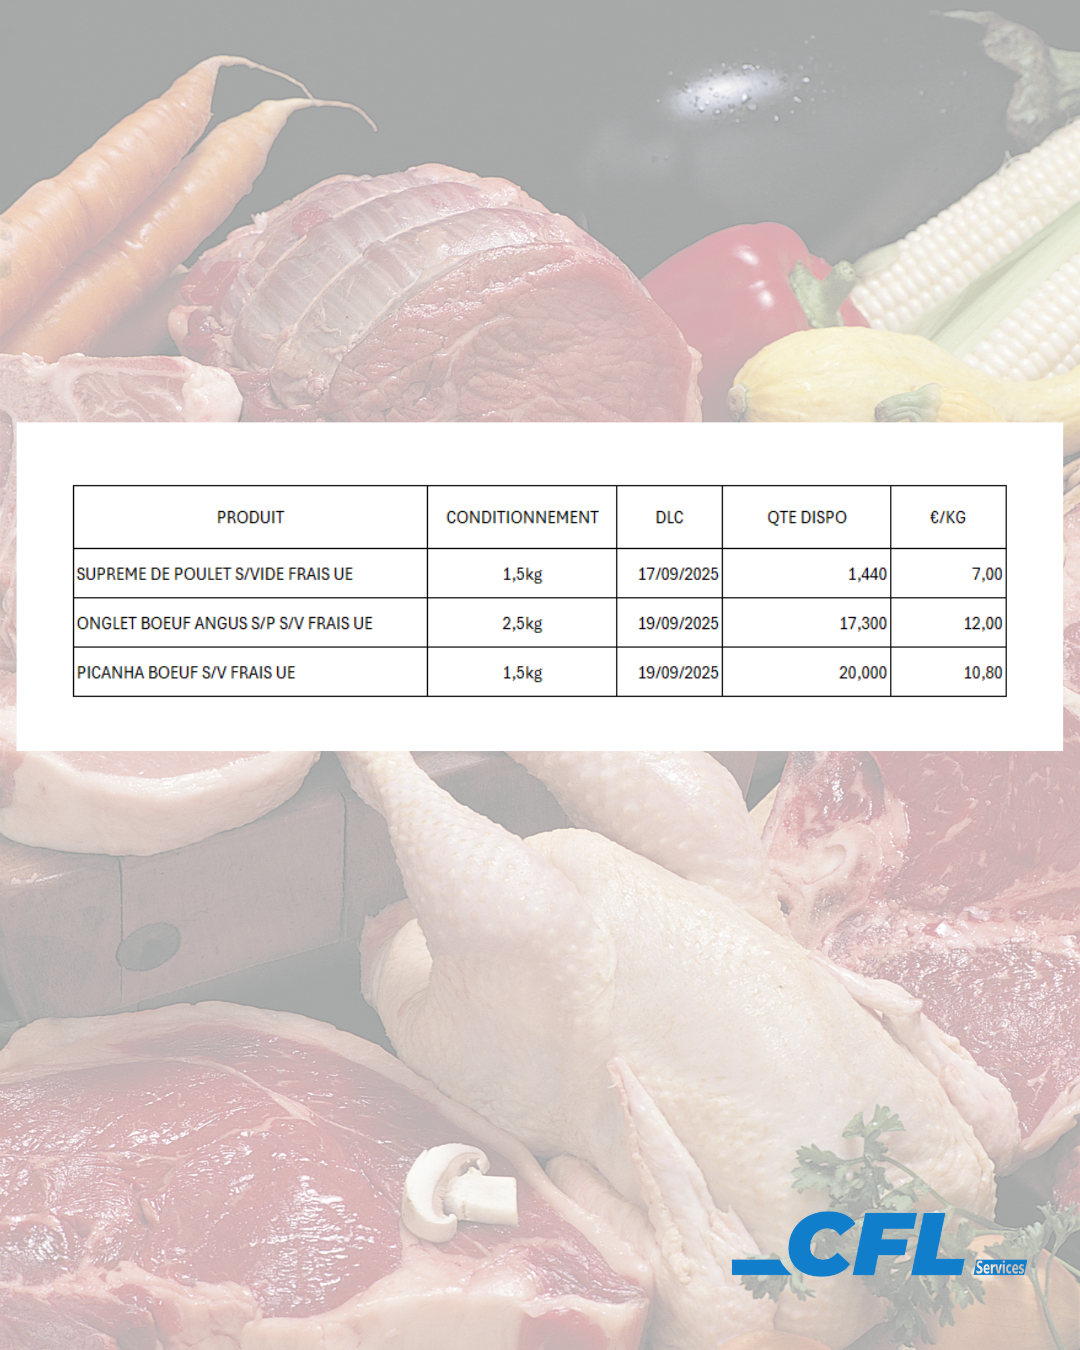 PRODUIT CONDITIONNEMENT DLC QTE DISPO €/KG
SUPREME DE POULET S/VIDE FRAIS UE 1,5kg 17/09/2025 1,440 7,00
ONGLET BOEUF ANGUS S/P S/V FRAIS UE 2,5kg 19/09/2025 17,300 12,00
PICANHA BOEUF S/V FRAIS UE 1,5kg 19/09/2025 20,000 10,80
CFL Services